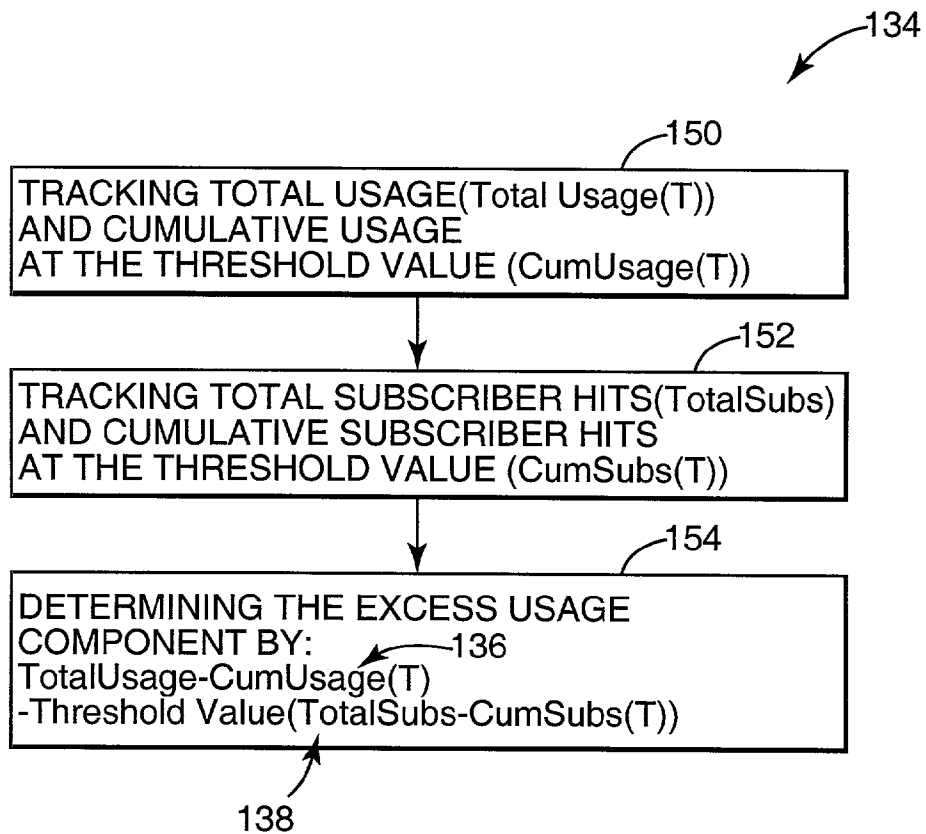 134
150
TRACKING TOTAL USAGE(Total Usage(T))
AND CUMULATIVE USAGE
AT THE THRESHOLD VALUE (CumUsage(T))
152
TRACKING TOTAL SUBSCRIBER HITS(TotalSubs)
AND CUMULATIVE SUBSCRIBER HITS
AT THE THRESHOLD VALUE (CumSubs(T))
154
DETERMINING THE EXCESS USAGE
COMPONENT BY:
136
TotalUsage-CumUsage(T)
-Threshold Value(TotalSubs-CumSubs(T))
138